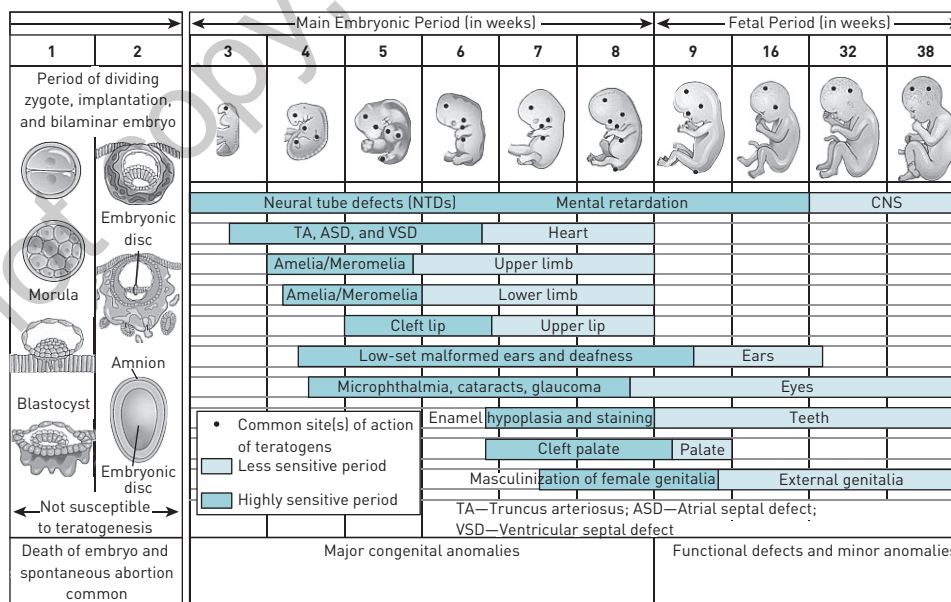 Main Embryonic Period (in weeks)
Fetal Period (in weeks)
1 2 3 4 5 6 7 8 9 16 32 38
Period of dividing
zygote, implantation,
and bilaminar embryo
Embryonic
disc
Morula
Amnion
Blastocyst
Embryonic
disc
Not susceptible
to teratogenesis
Death of embryo and
spontaneous abortion
common
Neural tube defects (NTDs) Mental retardation CNS
TA, ASD, and VSD Heart
Amelia/Meromelia Upper limb
Amelia/Meromelia Lower limb
Cleft lip Upper lip
Low-set malformed ears and deafness Ears
Microphthalmia, cataracts, glaucoma Eyes
Enamel hypoplasia and staining Teeth
Cleft palate Palate
Masculinization of female genitalia External genitalia
• Common site(s) of action
of teratogens
Less sensitive period
Highly sensitive period
TA—Truncus arteriosus; ASD—Atrial septal defect;
VSD—Ventricular septal defect
Major congenital anomalies
Functional defects and minor anomalies
not copy,